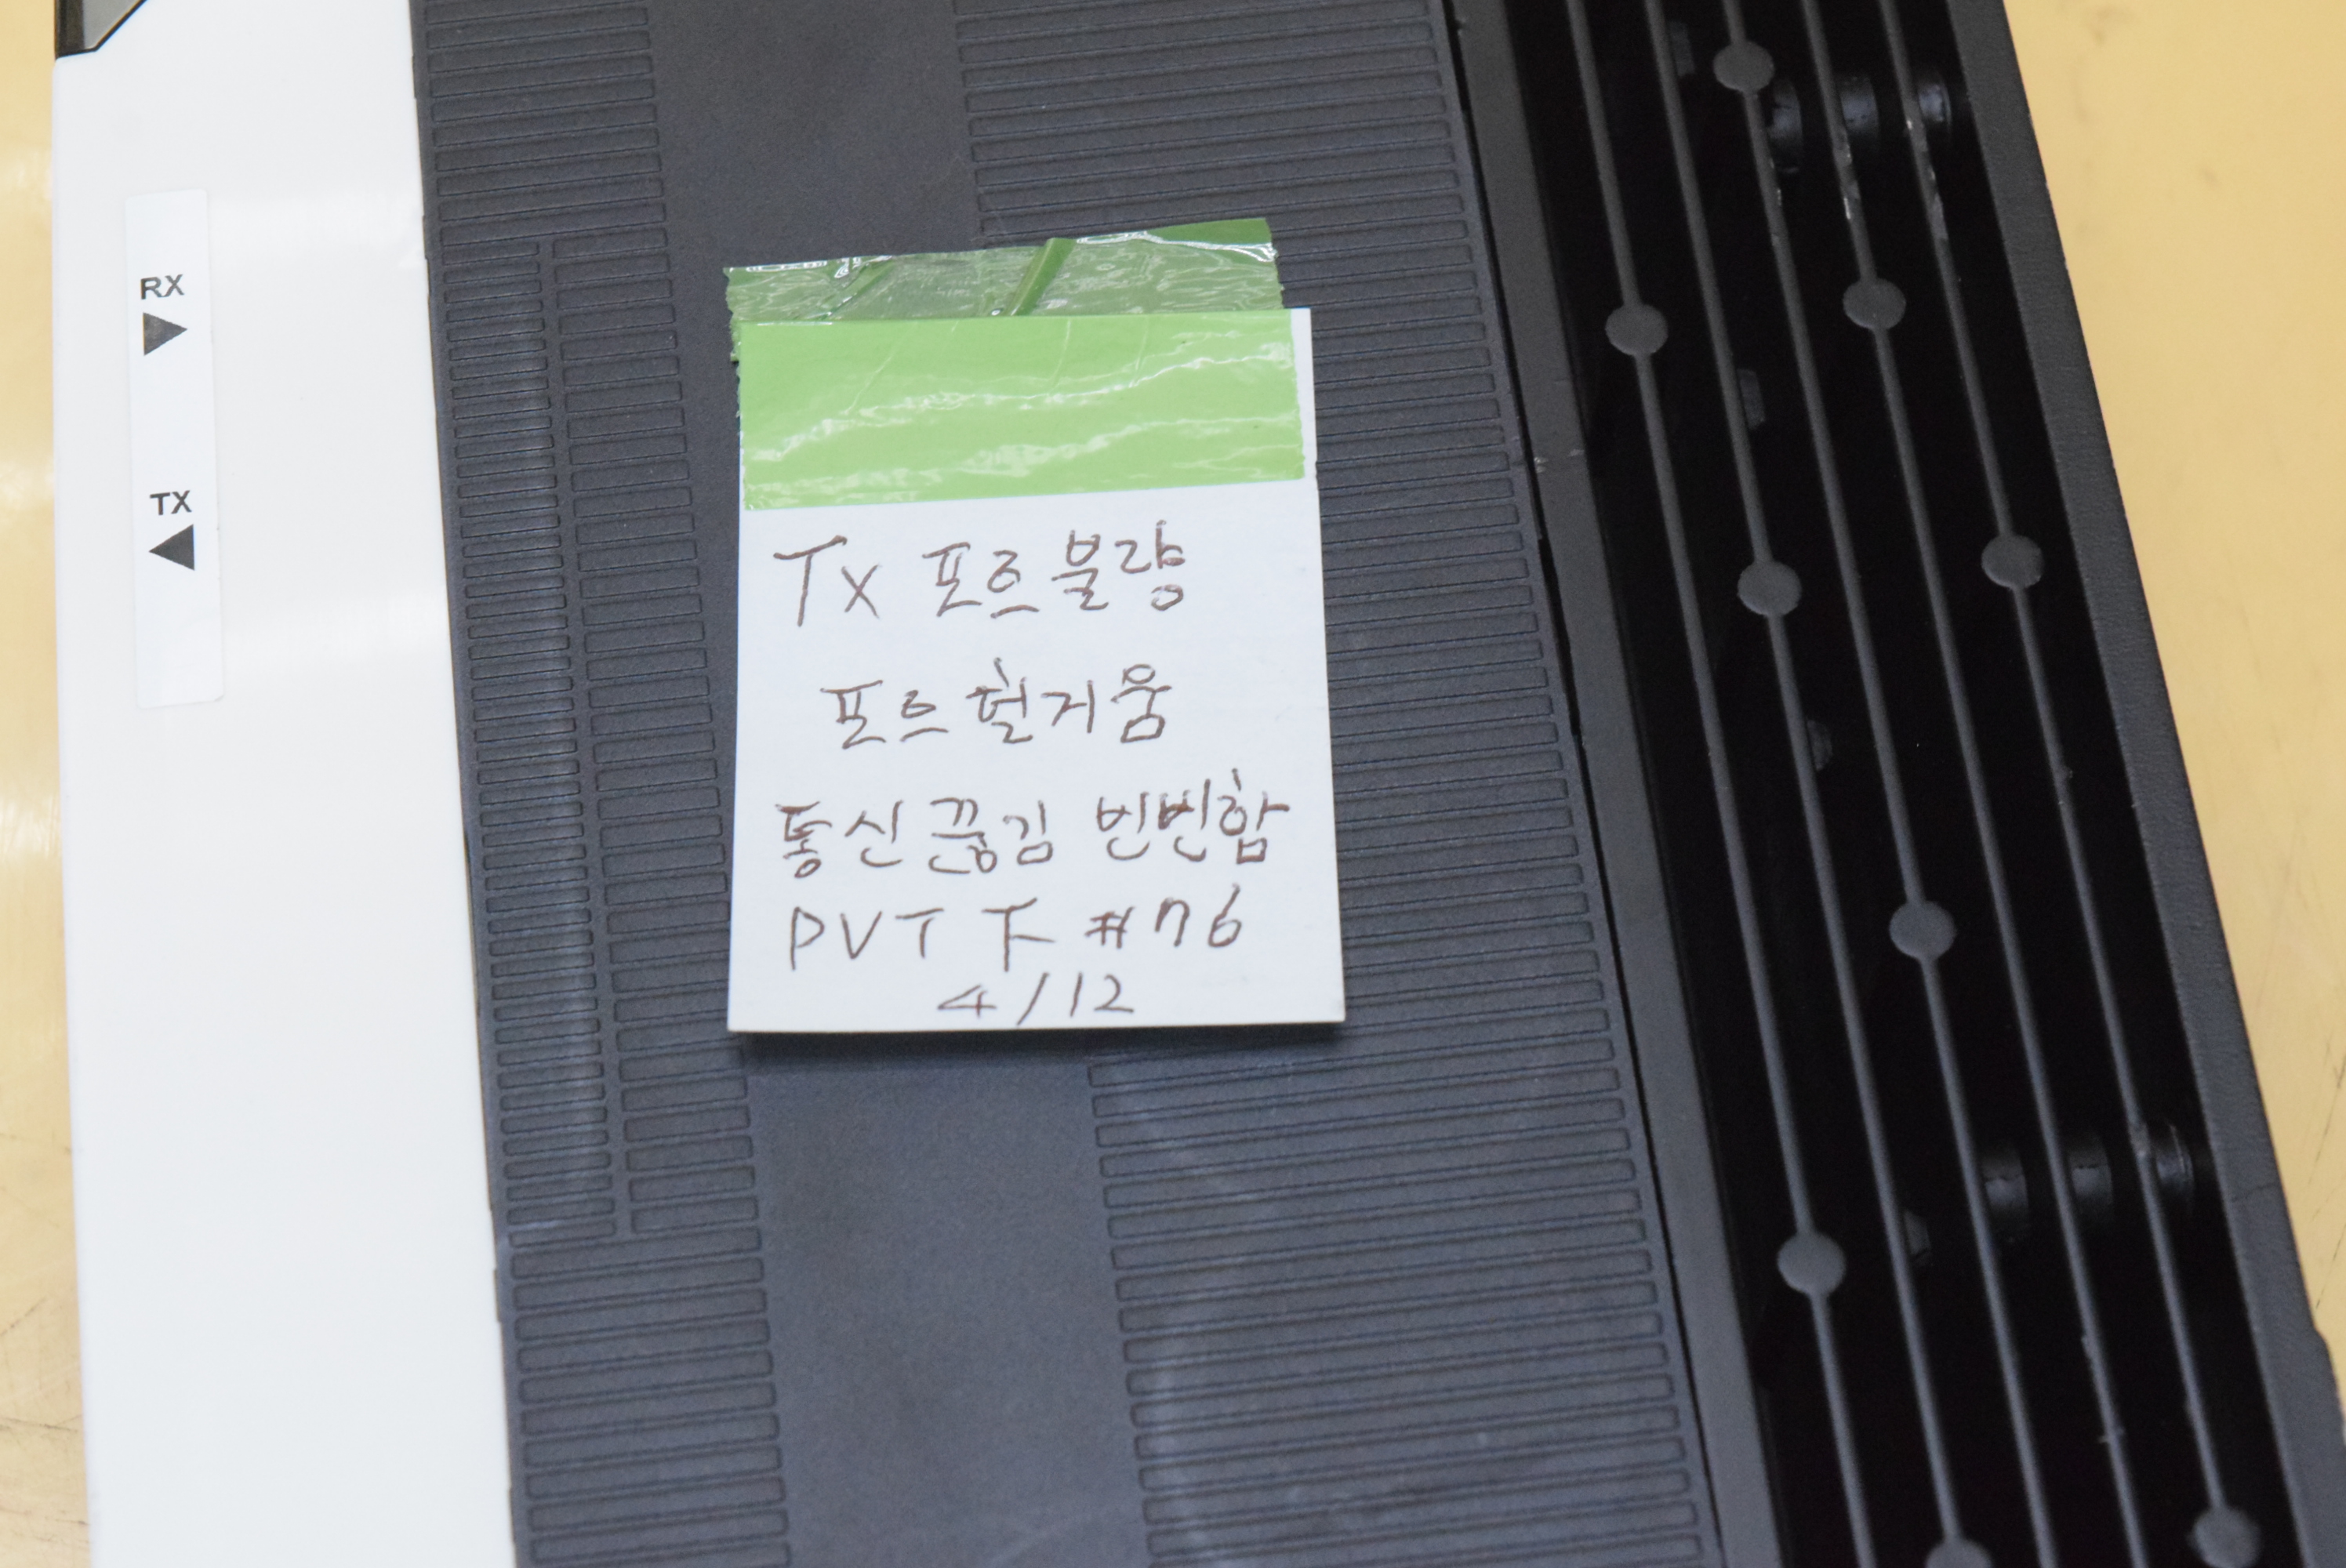 RX
TX
Tx 포트 불량
포트 헐거움
통신 끊김 빈번함
PVT 下 #76
4/12